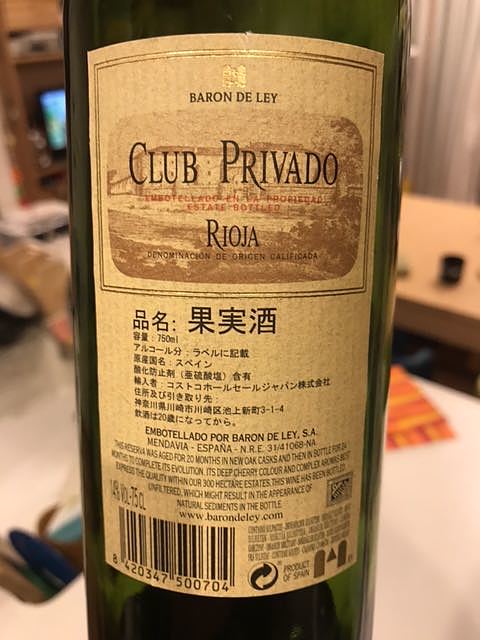 BARON DE LEY
CLUB PRIVADO
EMBOTELLADO EN LA PROPIEDAD
ESTATE BOTTLED
RIOJA
DENOMINACIÓN DE ORIGEN CALIFICADA
品名: 果実酒
容量: 750ml
アルコール分: ラベルに記載
原産国名: スペイン
酸化防止剤 (亜硫酸塩) 含有
輸入者: コストコホールセールジャパン株式会社
住所及び引き取り先:
神奈川県川崎市川崎区池上新町3-1-4
飲酒は20歳になってから。
EMBOTELLADO POR BARON DE LEY, S.A.
MENDAVIA - ESPAÑA - N.R.E. 31/41068-NA
THIS RESERVA WAS AGED FOR 20 MONTHS IN NEW OAK CASKS AND THEN IN BOTTLE FOR 24
MONTHS TO COMPLETE ITS EVOLUTION. ITS DEEP CHERRY COLOUR AND COMPLEX AROMAS BEST
EXPRESS THE QUALITY WITHIN OUR 300 HECTARE ESTATES. THIS WINE HAS BEEN BOTTLED
UNFILTERED, WHICH MIGHT RESULT IN THE APPEARANCE OF
NATURAL SEDIMENTS IN THE BOTTLE.
www.barondeley.com
14% VOL-75 CL
8 420347 500704
PRODUCT
OF SPAIN